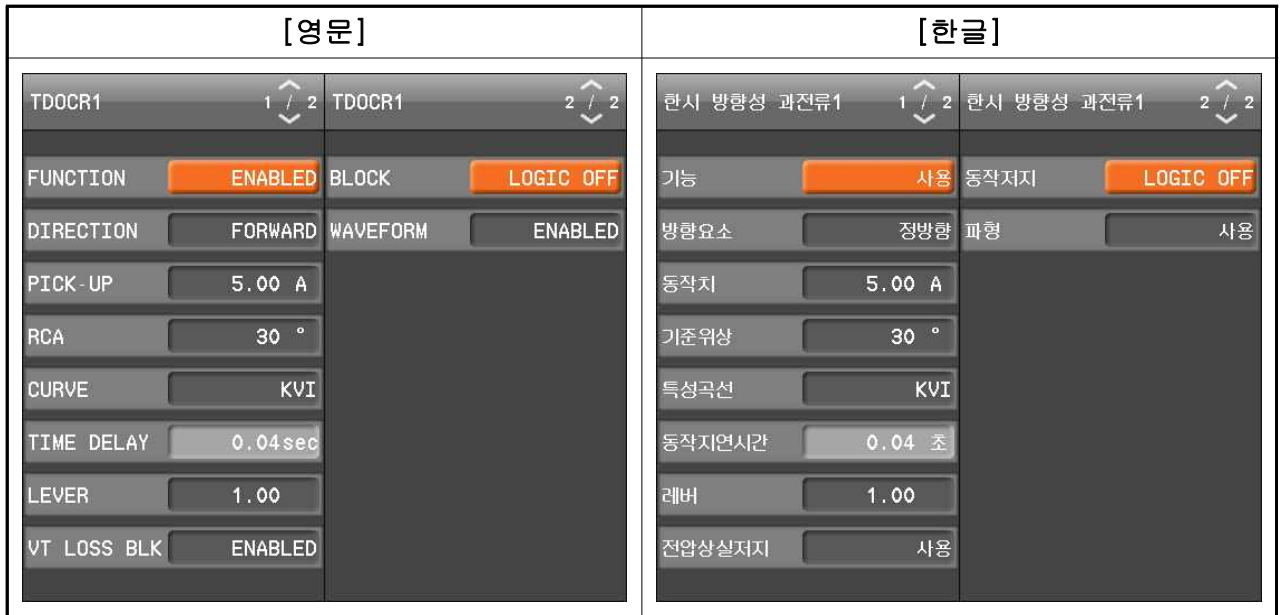 [영문] [한글]
TDOCR1 1 / 2 TDOCR1 2 / 2 한시 방향성 과전류1 1 / 2 한시 방향성 과전류1 2 / 2
FUNCTION ENABLED BLOCK LOGIC OFF 기능 사용 동작저지 LOGIC OFF
DIRECTION FORWARD WAVEFORM ENABLED 방향요소 정방향 파형 사용
PICK-UP 5.00 A 동작치 5.00 A
RCA 30 ° 기준위상 30 °
CURVE KVI 특성곡선 KVI
TIME DELAY 0.04sec 동작지연시간 0.04 초
LEVER 1.00 레버 1.00
VT LOSS BLK ENABLED 전압상실저지 사용